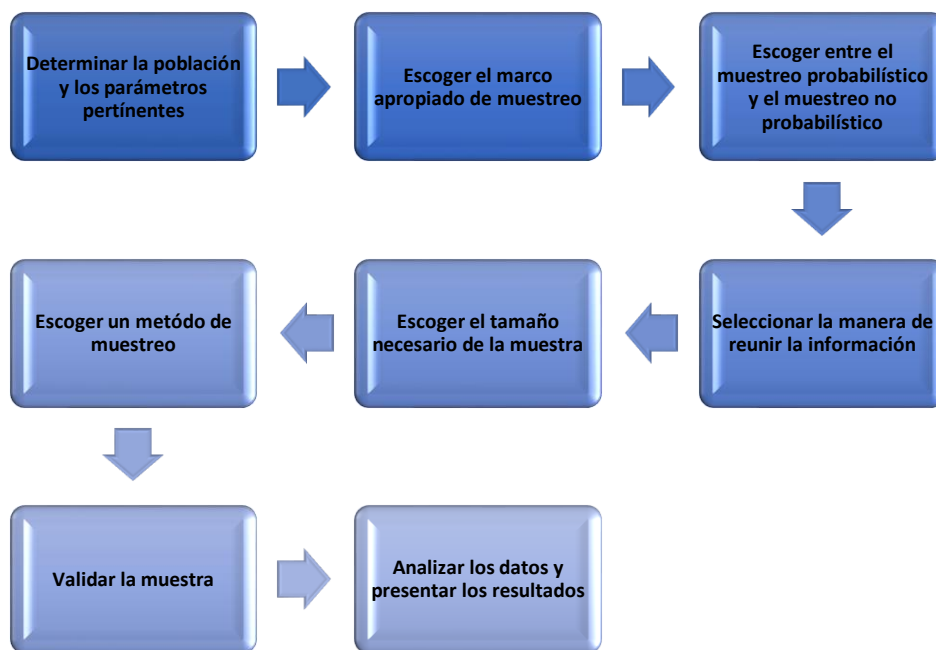 Determinar la población
y los parámetros
pertínentes
Escoger el marco
apropiado de muestreo
Escoger entre el
muestreo probabilístico
y el muestreo no
probabilístico
Seleccionar la manera de
reunir la información
Escoger el tamaño
necesario de la muestra
Escoger un metódo de
muestreo
Validar la muestra
Analizar los datos y
presentar los resultados